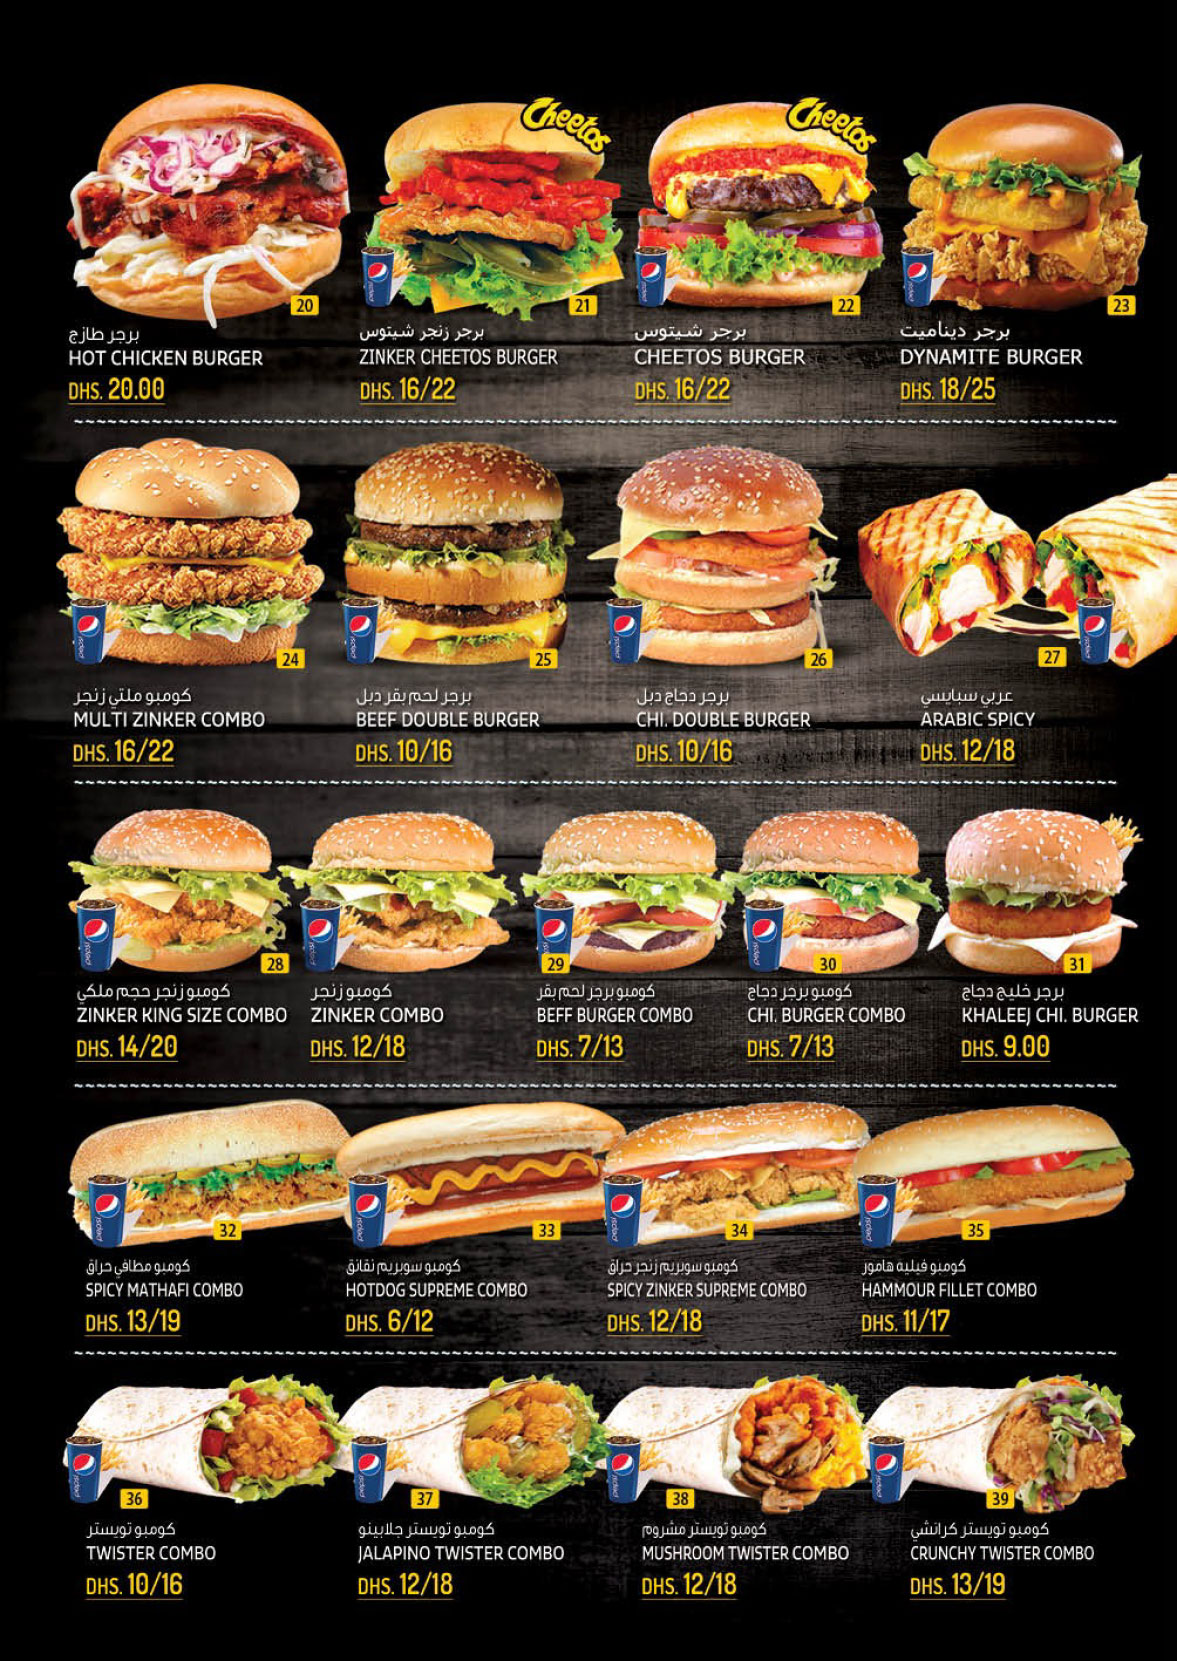 Cheetos
Cheetos
20
21
22
23
برجر طازج
HOT CHICKEN BURGER
DHS. 20.00
برجر زنجر شيتوس
ZINKER CHEETOS BURGER
DHS. 16/22
برجر شيتوس
CHEETOS BURGER
DHS. 16/22
برجر ديناميت
DYNAMITE BURGER
DHS. 18/25
24
25
26
27
كومبو ملتي زنجر
MULTI ZINKER COMBO
DHS. 16/22
برجر لحم بقر دبل
BEEF DOUBLE BURGER
DHS. 10/16
برجر دجاج دبل
CHI. DOUBLE BURGER
DHS. 10/16
عربي سبايسي
ARABIC SPICY
DHS. 12/18
28
29
30
31
كومبو زنجر حجم ملكي
ZINKER KING SIZE COMBO
DHS. 14/20
كومبو زنجر
ZINKER COMBO
DHS. 12/18
كومبو برجر لحم بقر
BEFF BURGER COMBO
DHS. 7/13
كومبو برجر دجاج
CHI. BURGER COMBO
DHS. 7/13
برجر خليج دجاج
KHALEEJ CHI. BURGER
DHS. 9.00
32
33
34
35
كومبو مطافي حراق
SPICY MATHAFI COMBO
DHS. 13/19
كومبو سوبريم نقانق
HOTDOG SUPREME COMBO
DHS. 6/12
كومبو سوبريم زنجر حراق
SPICY ZINKER SUPREME COMBO
DHS. 12/18
كومبو فيليه هامور
HAMMOUR FILLET COMBO
DHS. 11/17
36
37
38
39
كومبو تويستر
TWISTER COMBO
DHS. 10/16
كومبو تويستر جلابينو
JALAPINO TWISTER COMBO
DHS. 12/18
كومبو تويستر مشروم
MUSHROOM TWISTER COMBO
DHS. 12/18
كومبو تويستر كرانشي
CRUNCHY TWISTER COMBO
DHS. 13/19